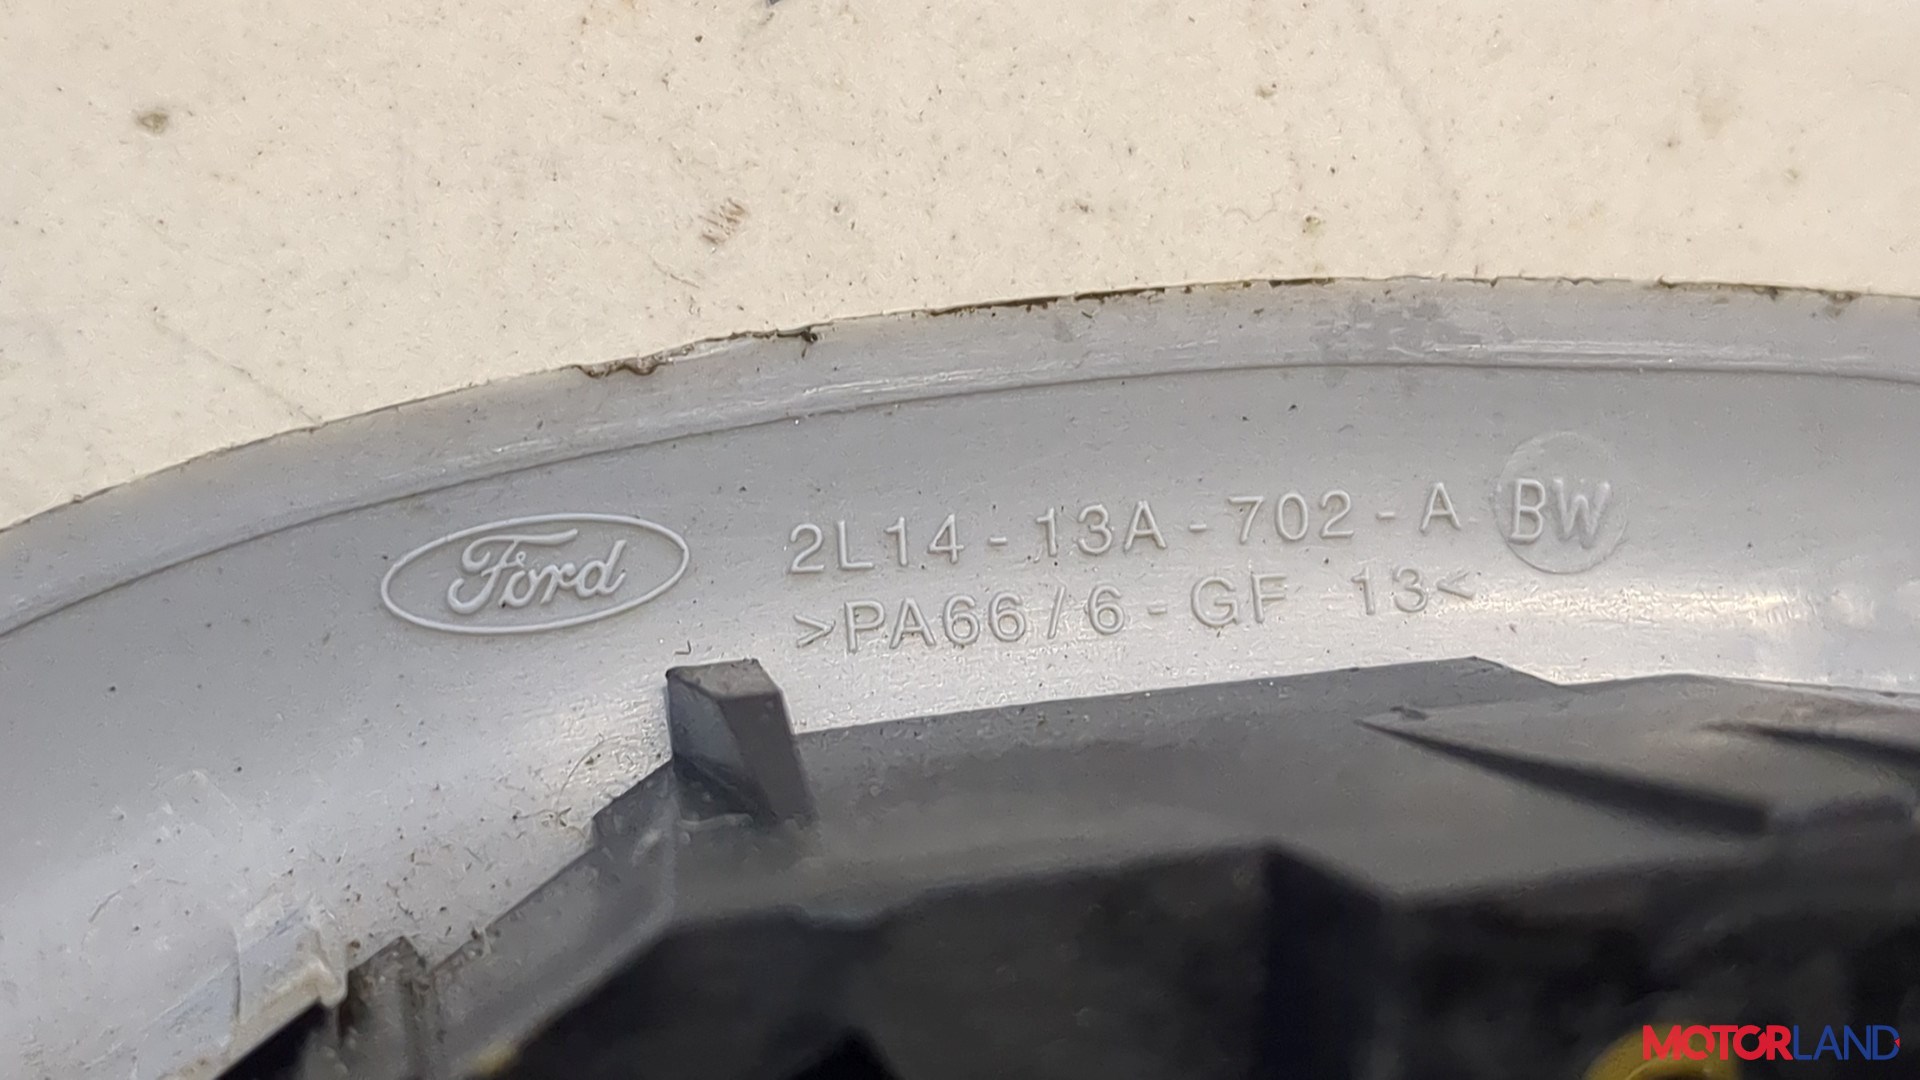 Ford
2L14-13A-702-A BW
>PA66/6-GF 13<
MOTORLAND